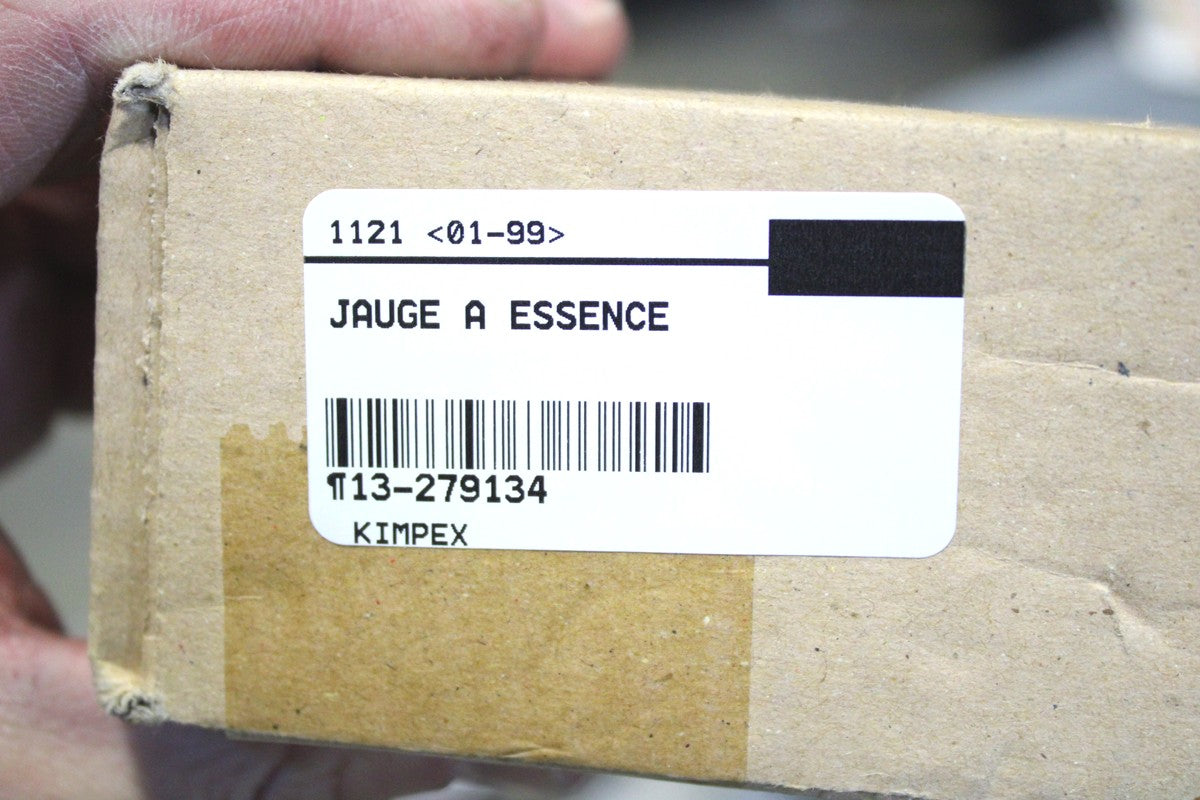 1121 <01-99>
JAUGE A ESSENCE
¶13-279134
KIMPEX